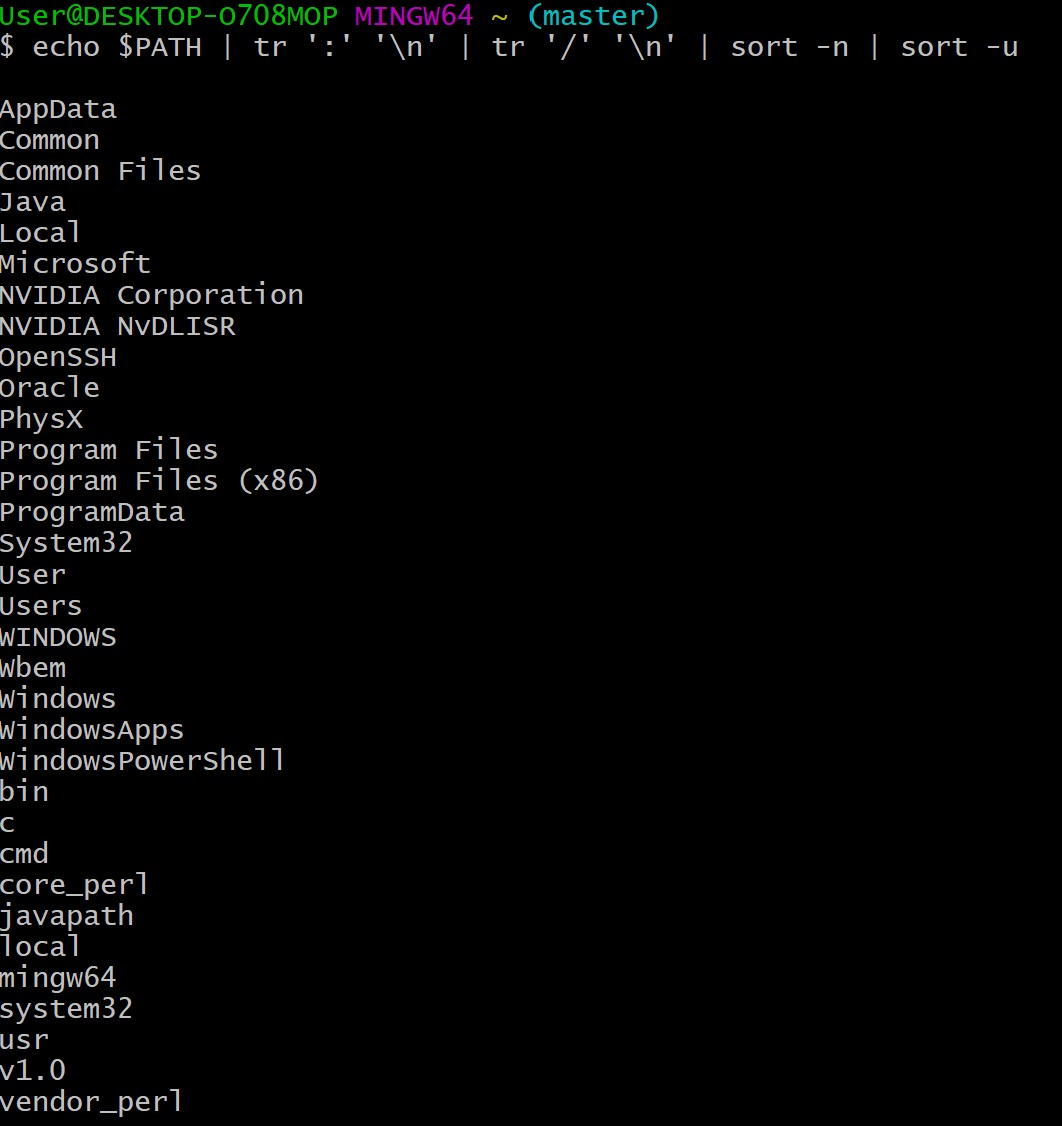 User@DESKTOP-O7O8MOP MINGW64 ~ (master)
$ echo $PATH | tr ':' '\n' | tr '/' '\n' | sort -n | sort -u

AppData
Common
Common Files
Java
Local
Microsoft
NVIDIA Corporation
NVIDIA NvDLISR
OpenSSH
Oracle
PhysX
Program Files
Program Files (x86)
ProgramData
System32
User
Users
WINDOWS
Wbem
Windows
WindowsApps
WindowsPowerShell
bin
c
cmd
core_perl
javapath
local
mingw64
system32
usr
v1.0
vendor_perl